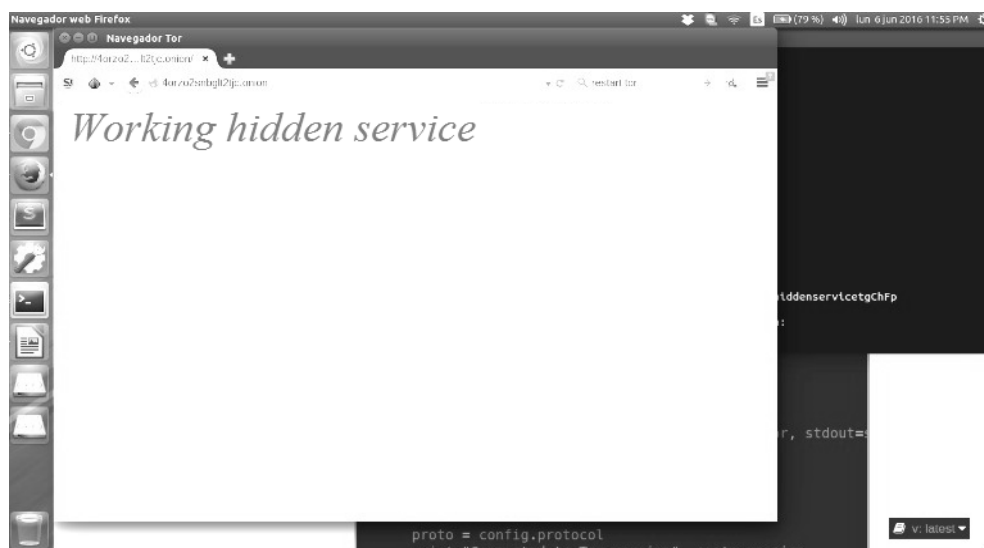 Navegador web Firefox
Es (79 %) lun 6 jun 2016 11:55 PM
Navegador Tor
restart tor
Working hidden service
iddenservicetgChFp
r, stdout=
proto = config.protocol
v: latest